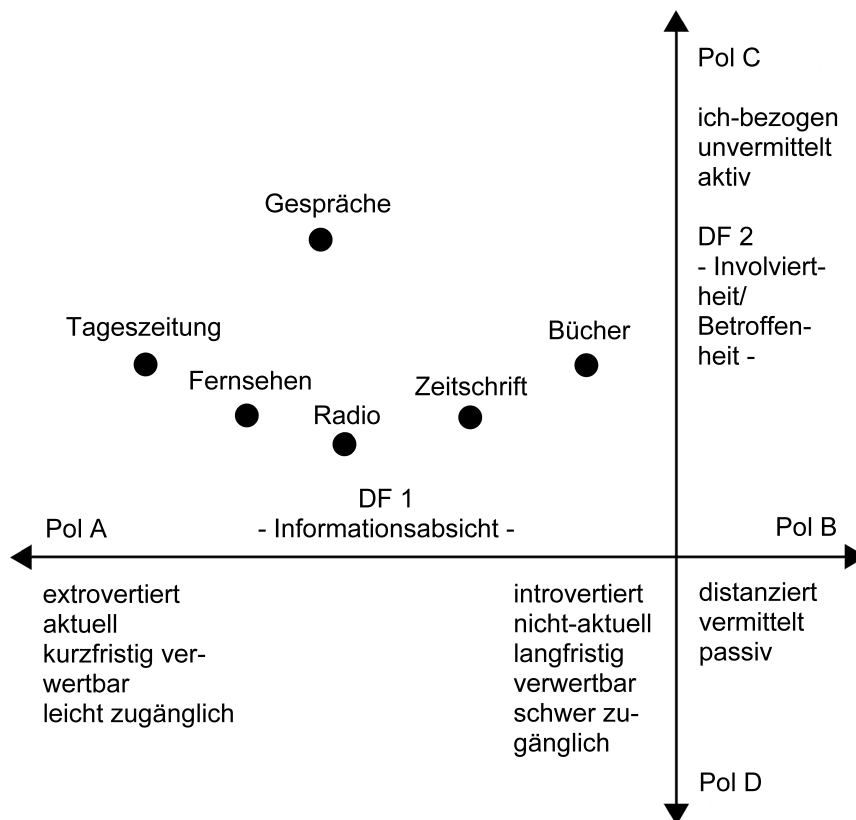 Pol C
ich-bezogen
unvermittelt
aktiv
Gespräche
DF 2
- Involviert-
heit/
Betroffen-
heit -
Tageszeitung
Bücher
Fernsehen
Zeitschrift
Radio
DF 1
- Informationsabsicht -
Pol A
Pol B
extrovertiert
aktuell
kurzfristig ver-
wertbar
leicht zugänglich
introvertiert
nicht-aktuell
langfristig
verwertbar
schwer zu-
gänglich
distanziert
vermittelt
passiv
Pol D